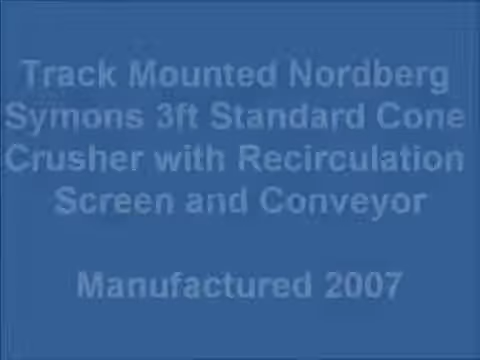 Track Mounted Nordberg
Symons 3ft Standard Cone
Crusher with Recirculation
Screen and Conveyor
Manufactured 2007